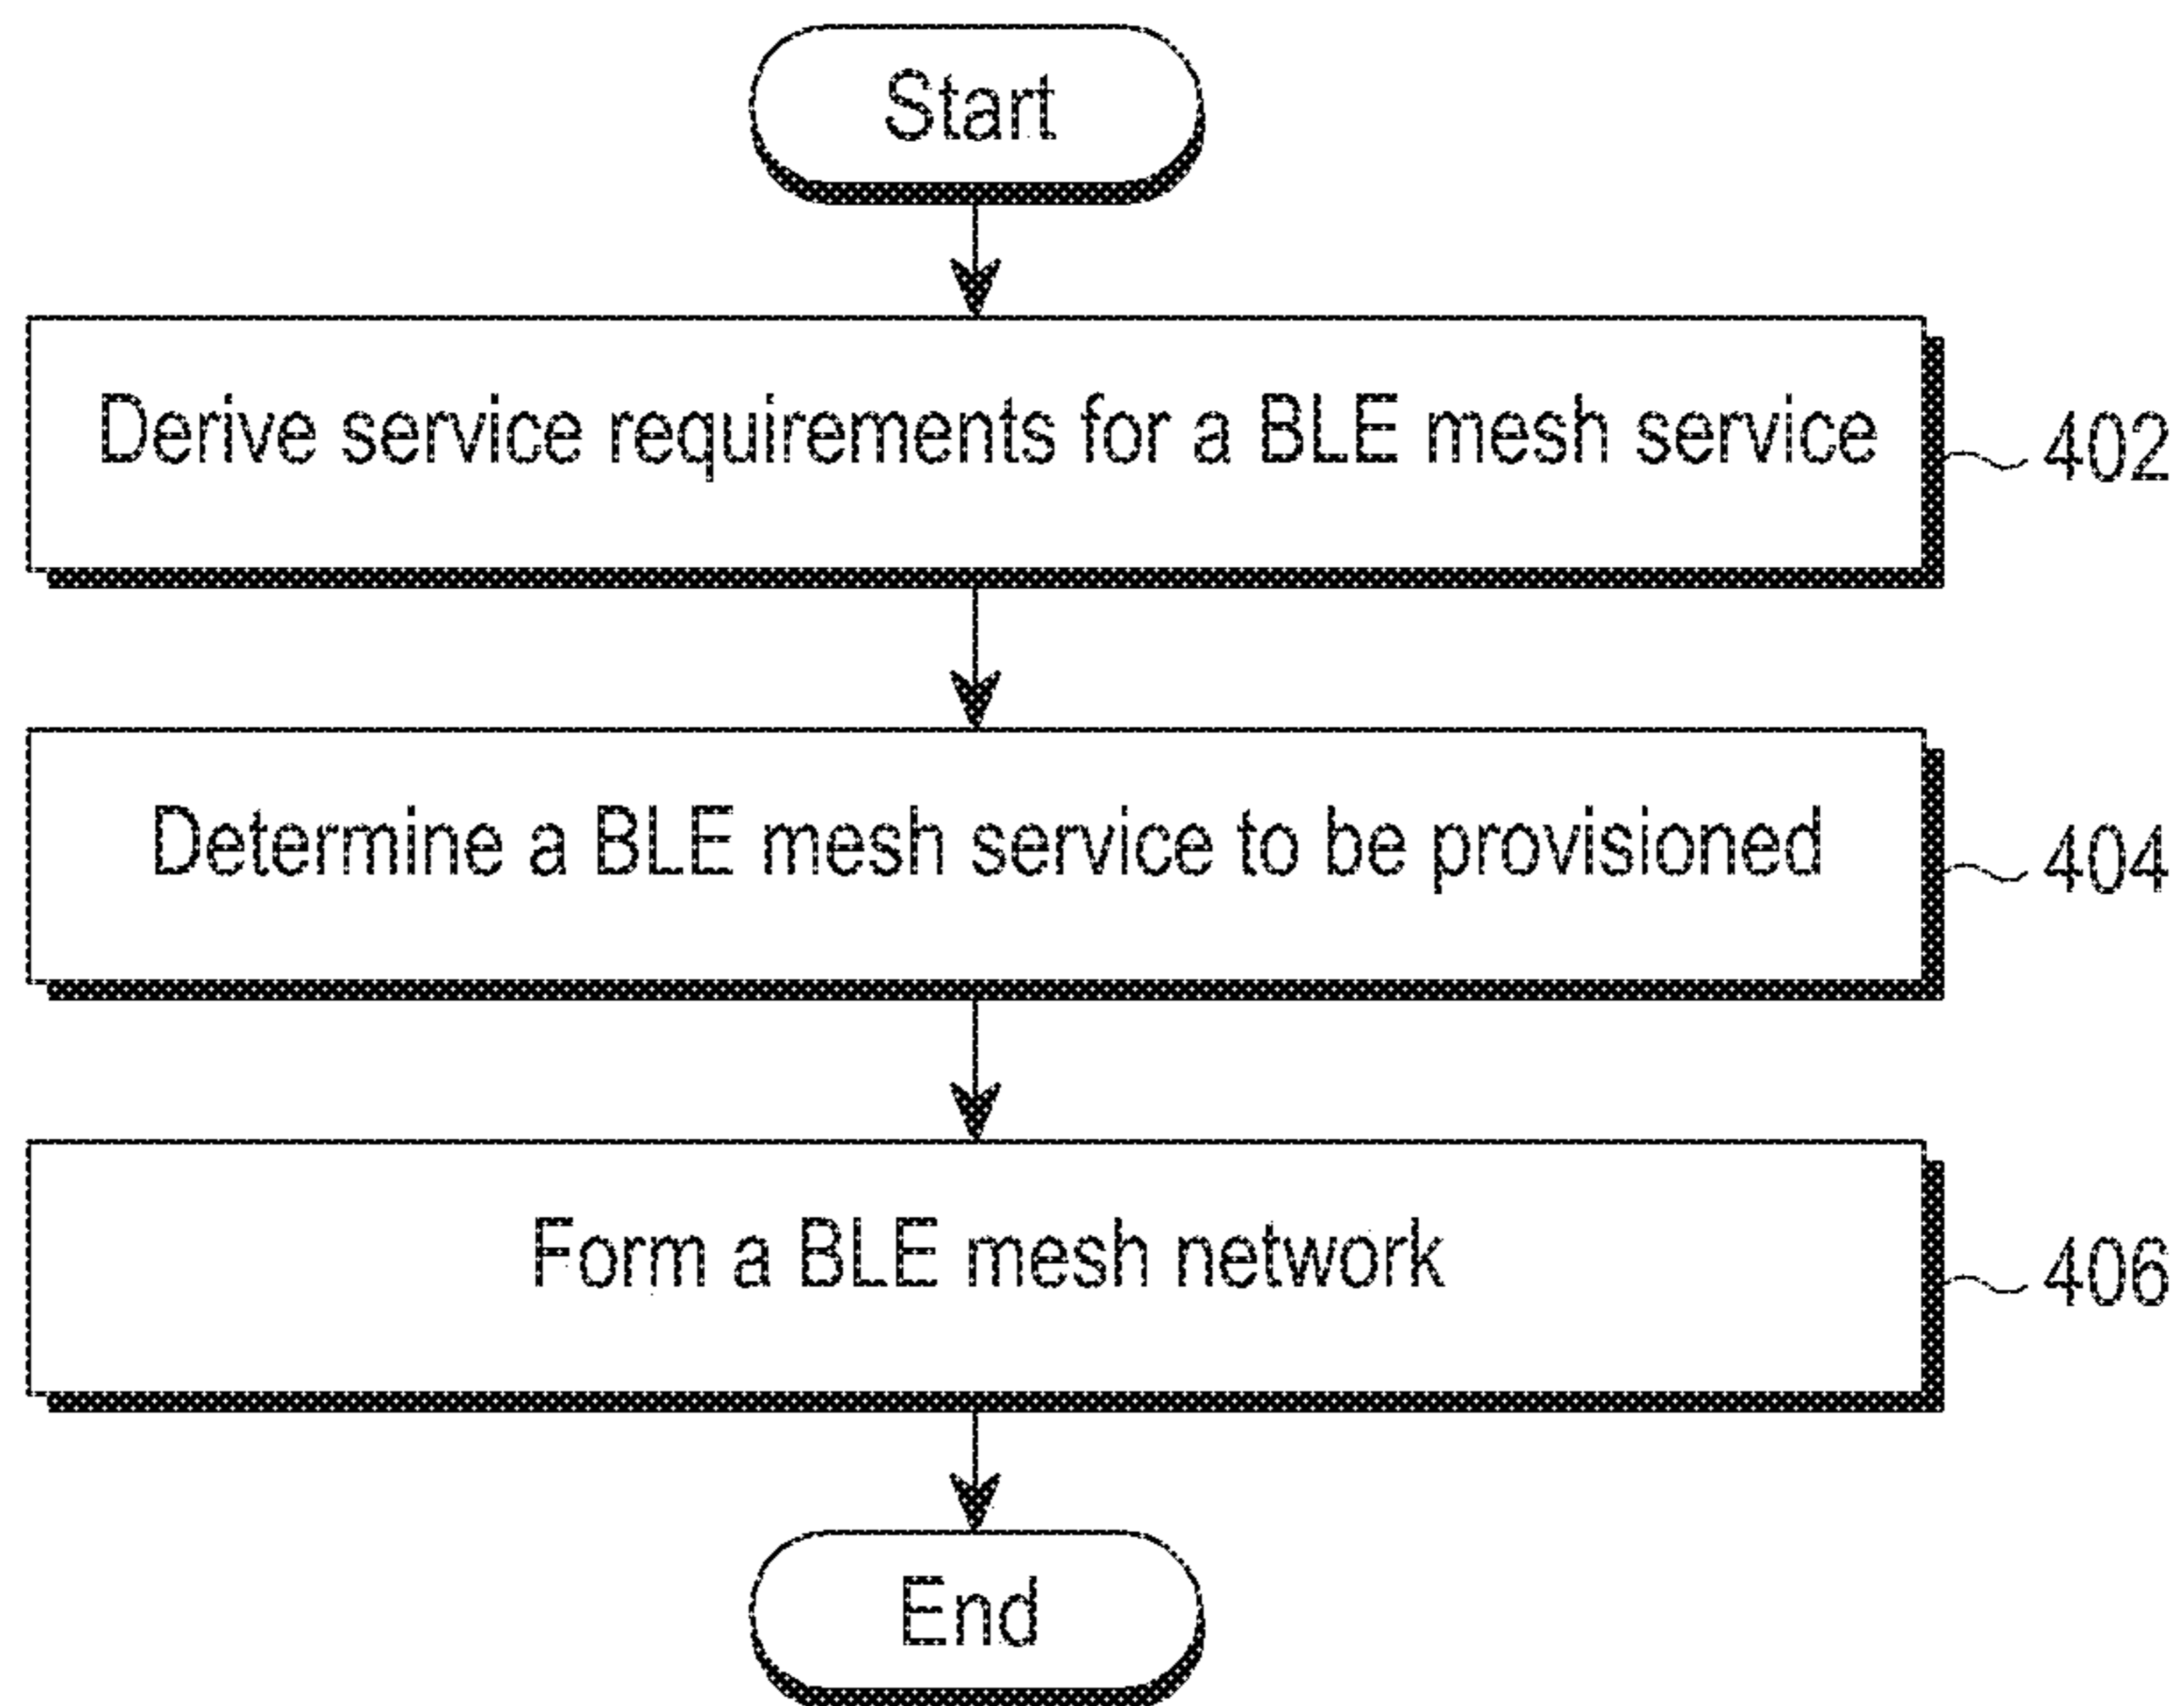 Start
Derive service requirements for a BLE mesh service
402
Determine a BLE mesh service to be provisioned
404
Form a BLE mesh network
406
End